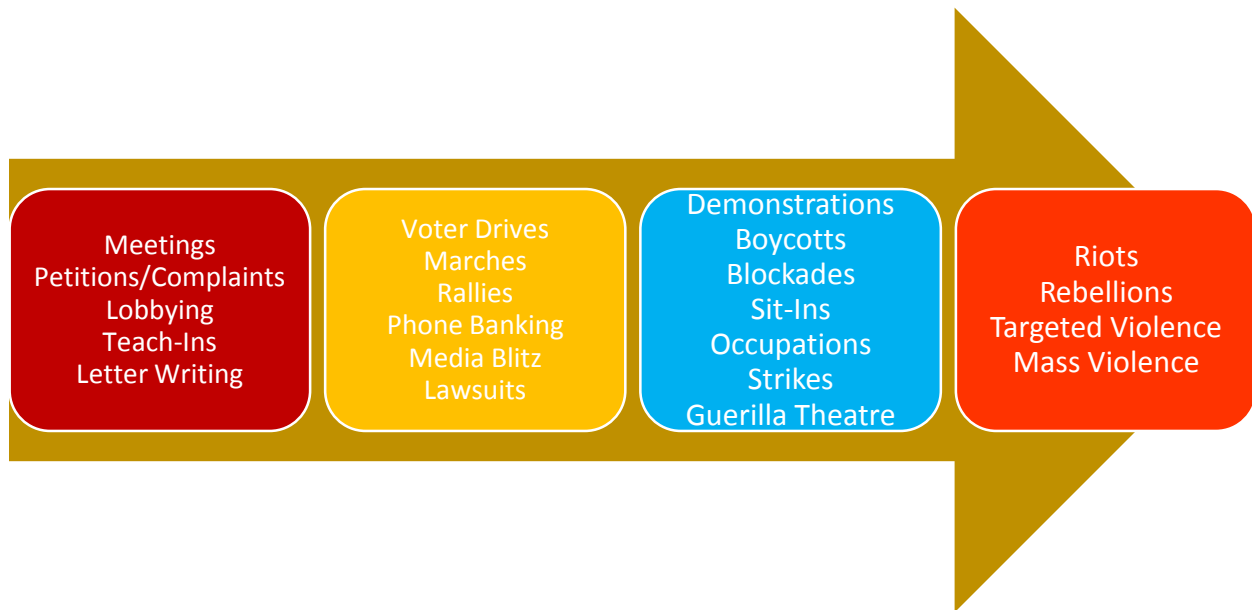 Meetings
Petitions/Complaints
Lobbying
Teach-Ins
Letter Writing
Voter Drives
Marches
Rallies
Phone Banking
Media Blitz
Lawsuits
Demonstrations
Boycotts
Blockades
Sit-Ins
Occupations
Strikes
Guerilla Theatre
Riots
Rebellions
Targeted Violence
Mass Violence